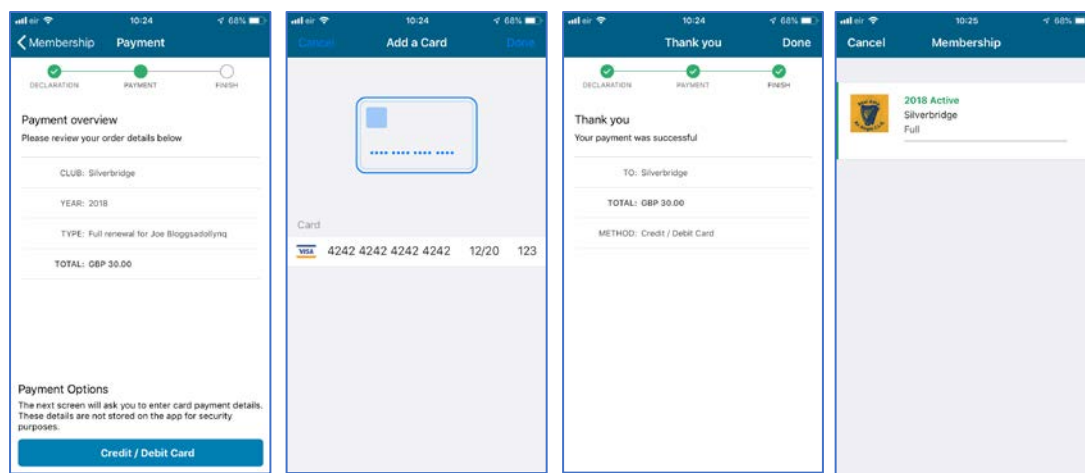 eir 10:24 68%
Membership Payment
DECLARATION PAYMENT FINISH
Payment overview
Please review your order details below
CLUB: Silverbridge
YEAR: 2018
TYPE: Full renewal for Joe Bloggsadollynq
TOTAL: GBP 30.00
Payment Options
The next screen will ask you to enter card payment details.
These details are not stored on the app for security
purposes.
Credit / Debit Card
eir 10:24 68%
Cancel Add a Card Done
Card
VISA 4242 4242 4242 4242 12/20 123
eir 10:24 68%
Thank you Done
DECLARATION PAYMENT FINISH
Thank you
Your payment was successful
TO: Silverbridge
TOTAL: GBP 30.00
METHOD: Credit / Debit Card
eir 10:25 68%
Cancel Membership
2018 Active
Silverbridge
Full